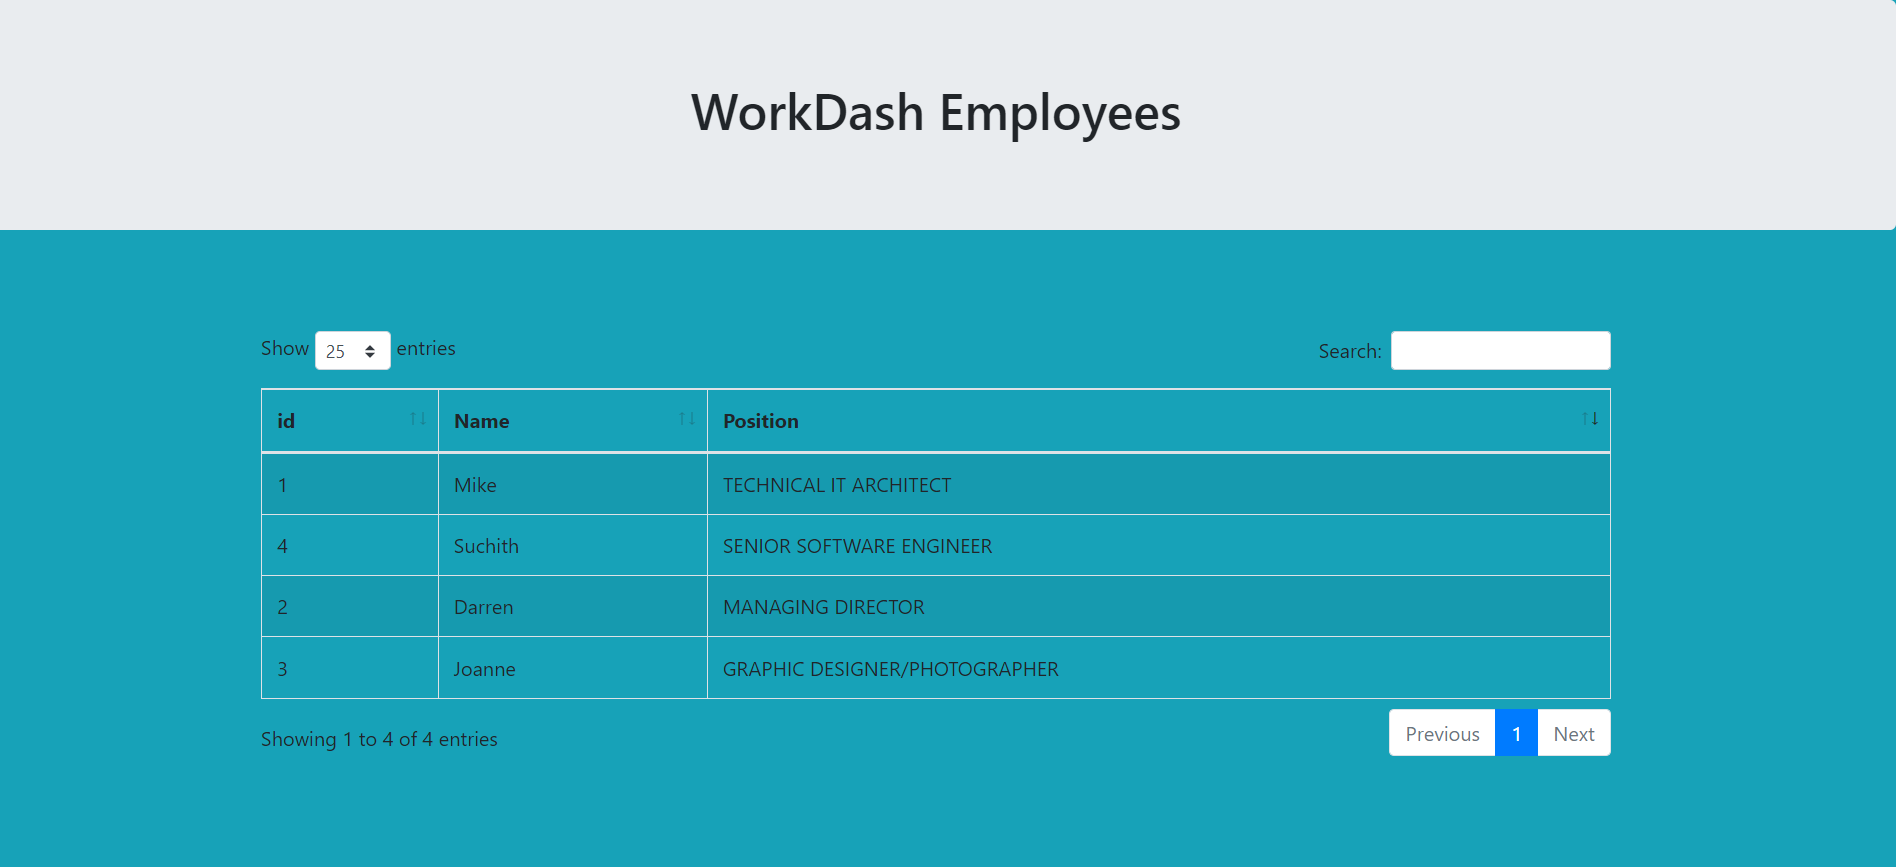 WorkDash Employees
Show 25 entries Search:
id Name Position
1 Mike TECHNICAL IT ARCHITECT
4 Suchith SENIOR SOFTWARE ENGINEER
2 Darren MANAGING DIRECTOR
3 Joanne GRAPHIC DESIGNER/PHOTOGRAPHER
Showing 1 to 4 of 4 entries Previous 1 Next